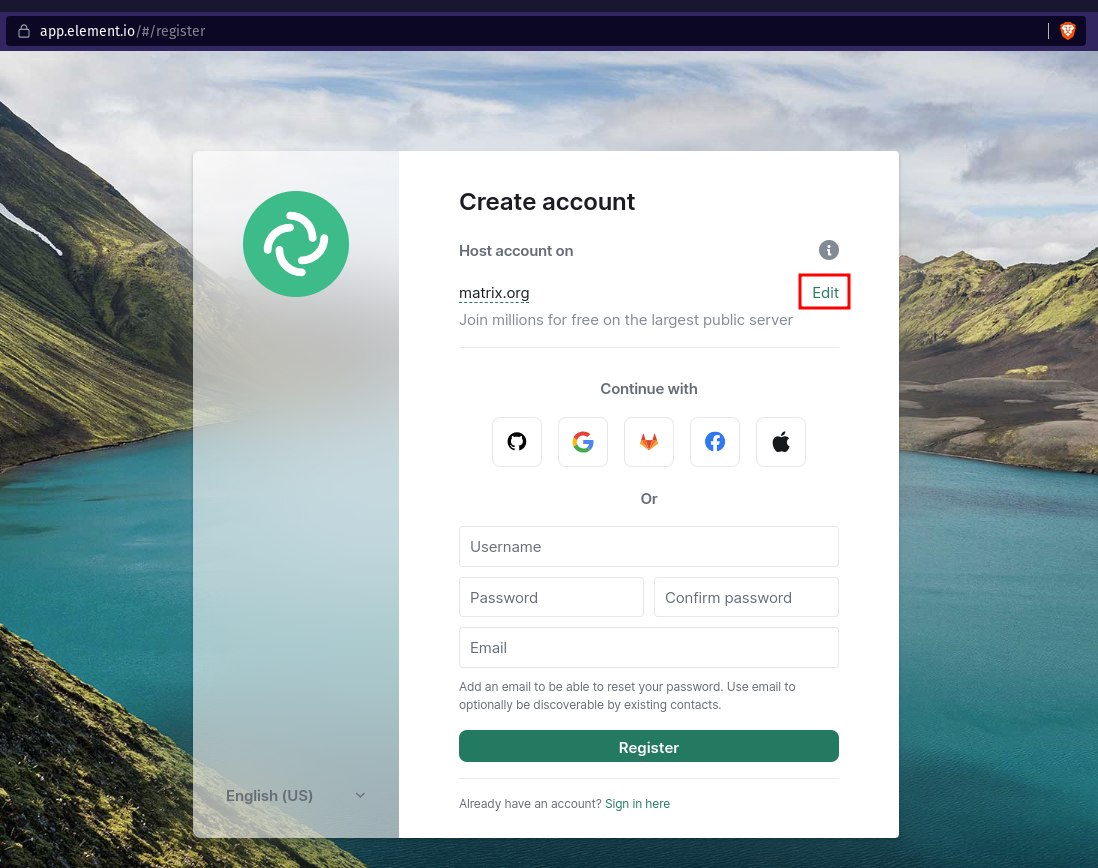 app.element.io/#/register
Create account
Host account on
matrix.org
Edit
Join millions for free on the largest public server
Continue with
Or
Username
Password
Confirm password
Email
Add an email to be able to reset your password. Use email to
optionally be discoverable by existing contacts.
Register
English (US)
Already have an account? Sign in here